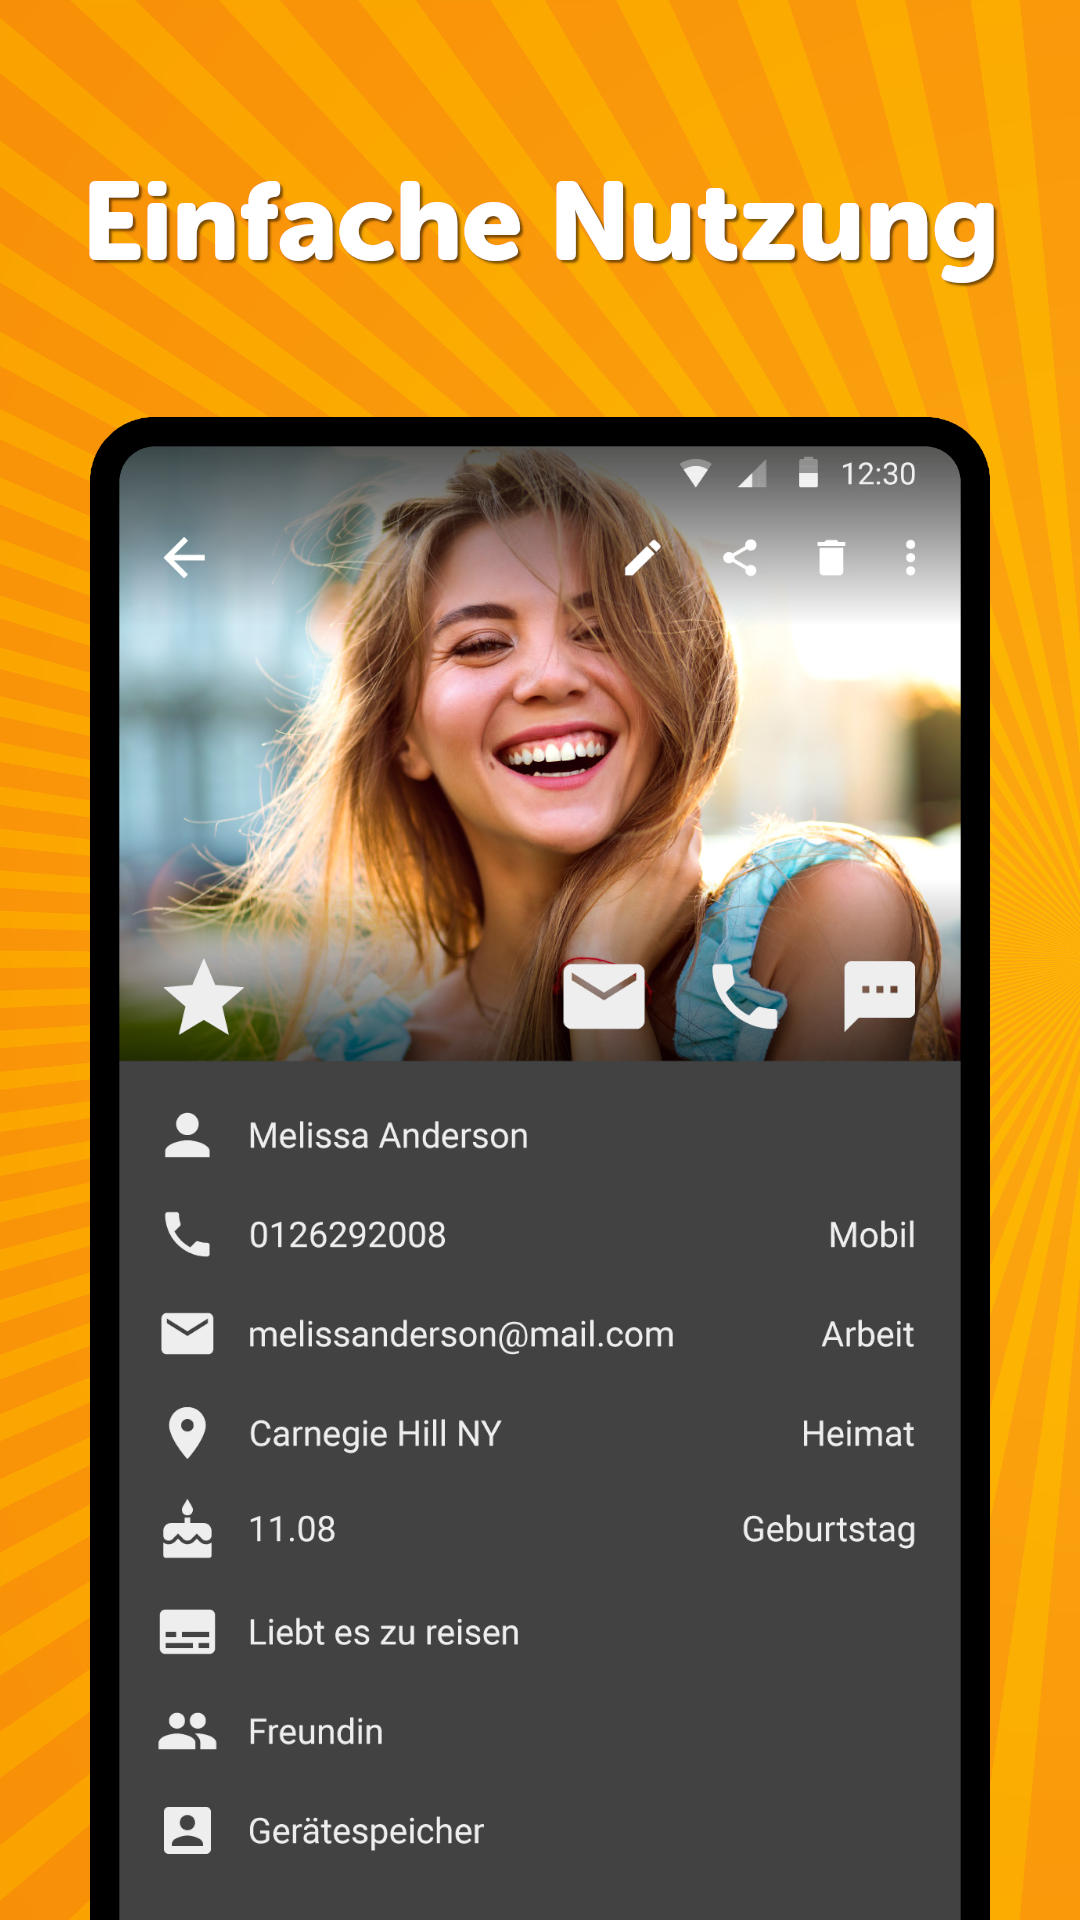 Einfache Nutzung
12:30
Melissa Anderson
0126292008 Mobil
melissanderson@mail.com Arbeit
Carnegie Hill NY Heimat
11.08 Geburtstag
Liebt es zu reisen
Freundin
Gerätespeicher